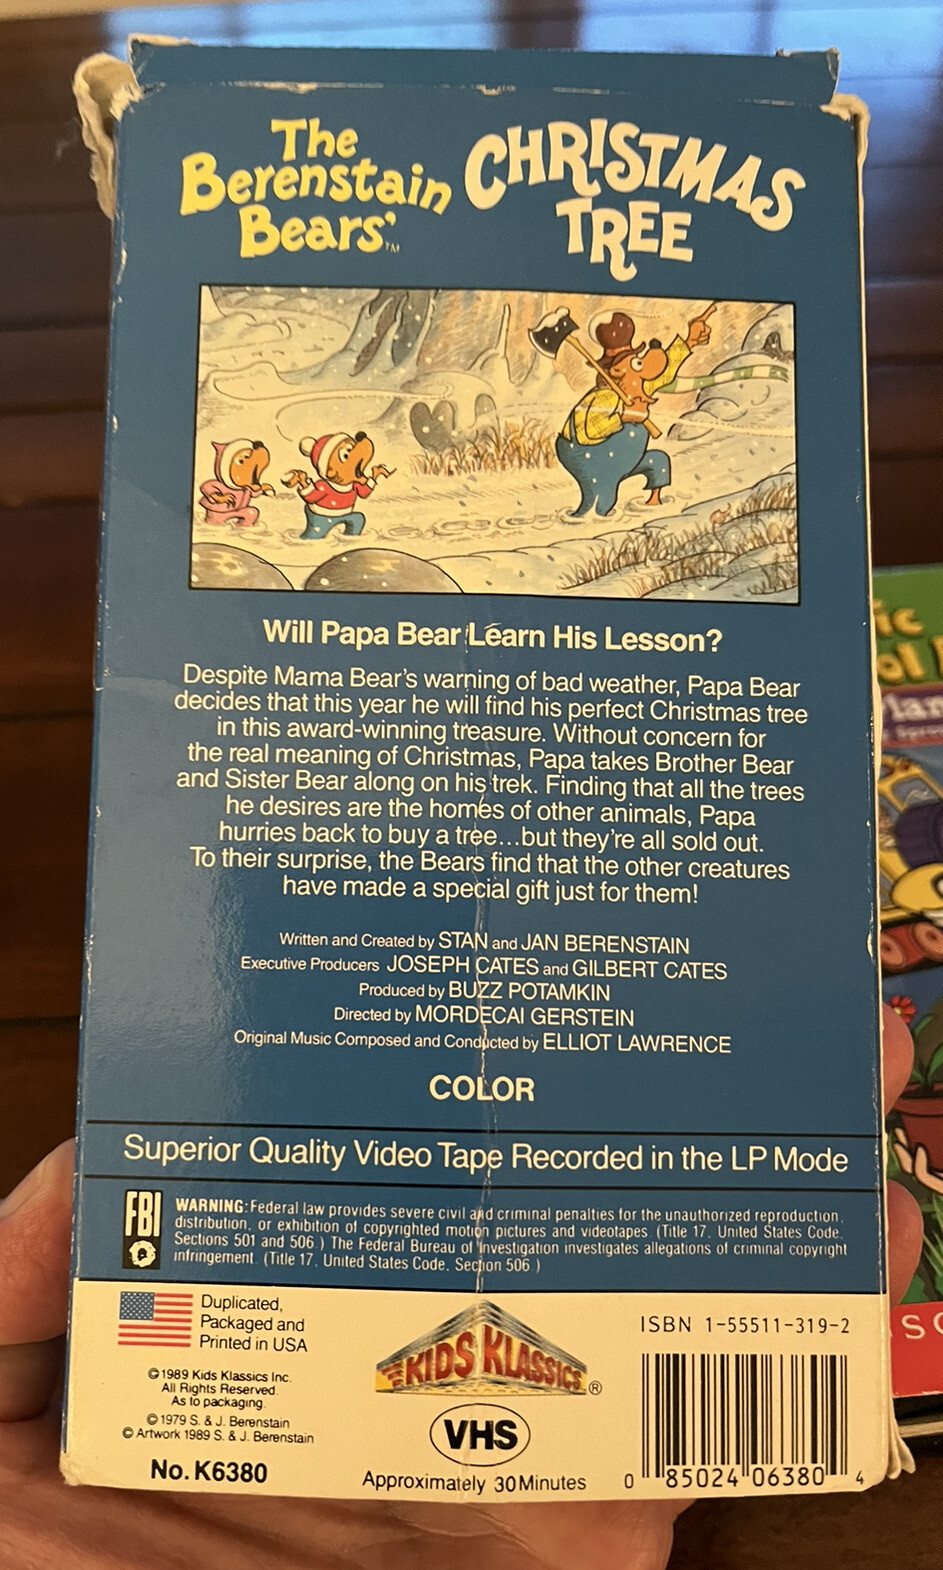 The
Berenstain
Bears'™
CHRISTMAS
TREE
Will Papa Bear Learn His Lesson?
Despite Mama Bear's warning of bad weather, Papa Bear
decides that this year he will find his perfect Christmas tree
in this award-winning treasure. Without concern for
the real meaning of Christmas, Papa takes Brother Bear
and Sister Bear along on his trek. Finding that all the trees
he desires are the homes of other animals, Papa
hurries back to buy a tree...but they're all sold out.
To their surprise, the Bears find that the other creatures
have made a special gift just for them!
Written and Created by STAN and JAN BERENSTAIN
Executive Producers JOSEPH CATES and GILBERT CATES
Produced by BUZZ POTAMKIN
Directed by MORDECAI GERSTEIN
Original Music Composed and Conducted by ELLIOT LAWRENCE
COLOR
Superior Quality Video Tape Recorded in the LP Mode
FBI
WARNING: Federal law provides severe civil and criminal penalties for the unauthorized reproduction,
distribution, or exhibition of copyrighted motion pictures and videotapes. (Title 17, United States Code,
Sections 501 and 506.) The Federal Bureau of Investigation investigates allegations of criminal copyright
infringement. (Title 17, United States Code, Section 506.)
Duplicated,
Packaged and
Printed in USA
©1989 Kids Klassics Inc.
All Rights Reserved.
As to packaging.
©1979 S. & J. Berenstain
© Artwork 1989 S. & J. Berenstain
No. K6380
KIDS KLASSICS®
VHS
Approximately 30 Minutes
ISBN 1-55511-319-2
0 85024 06380 4